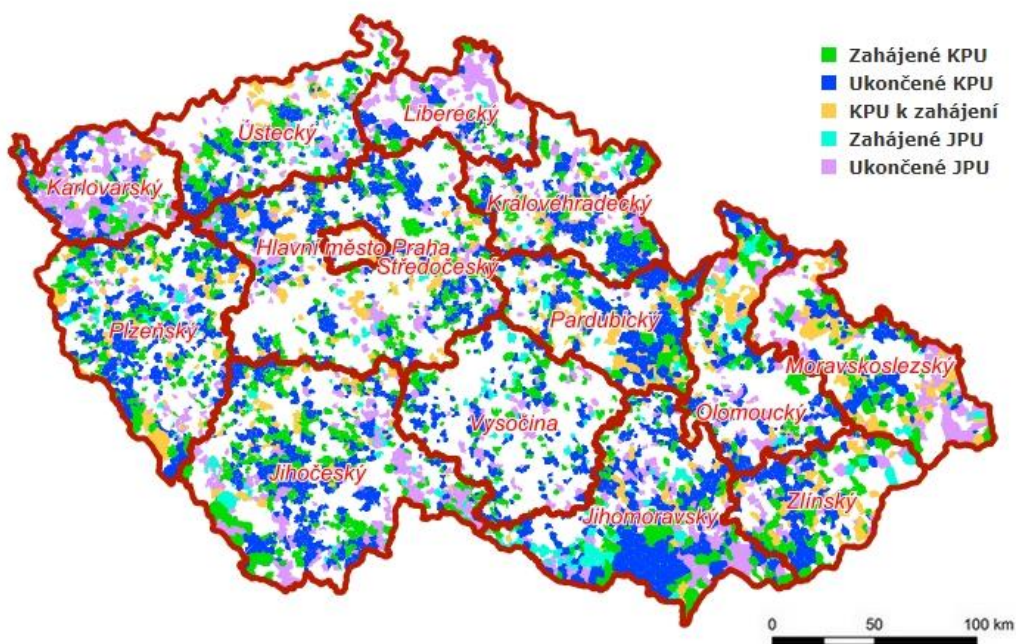 Zahájené KPU
Ukončené KPU
KPU k zahájení
Zahájené JPU
Ukončené JPU
Liberecký
Ústecký
Karlovarský
Královéhradecký
Hlavní město Praha
Středočeský
Plzeňský
Pardubický
Moravskoslezský
Olomoucký
Vysočina
Jihočeský
Zlínský
Jihomoravský
0 50 100 km